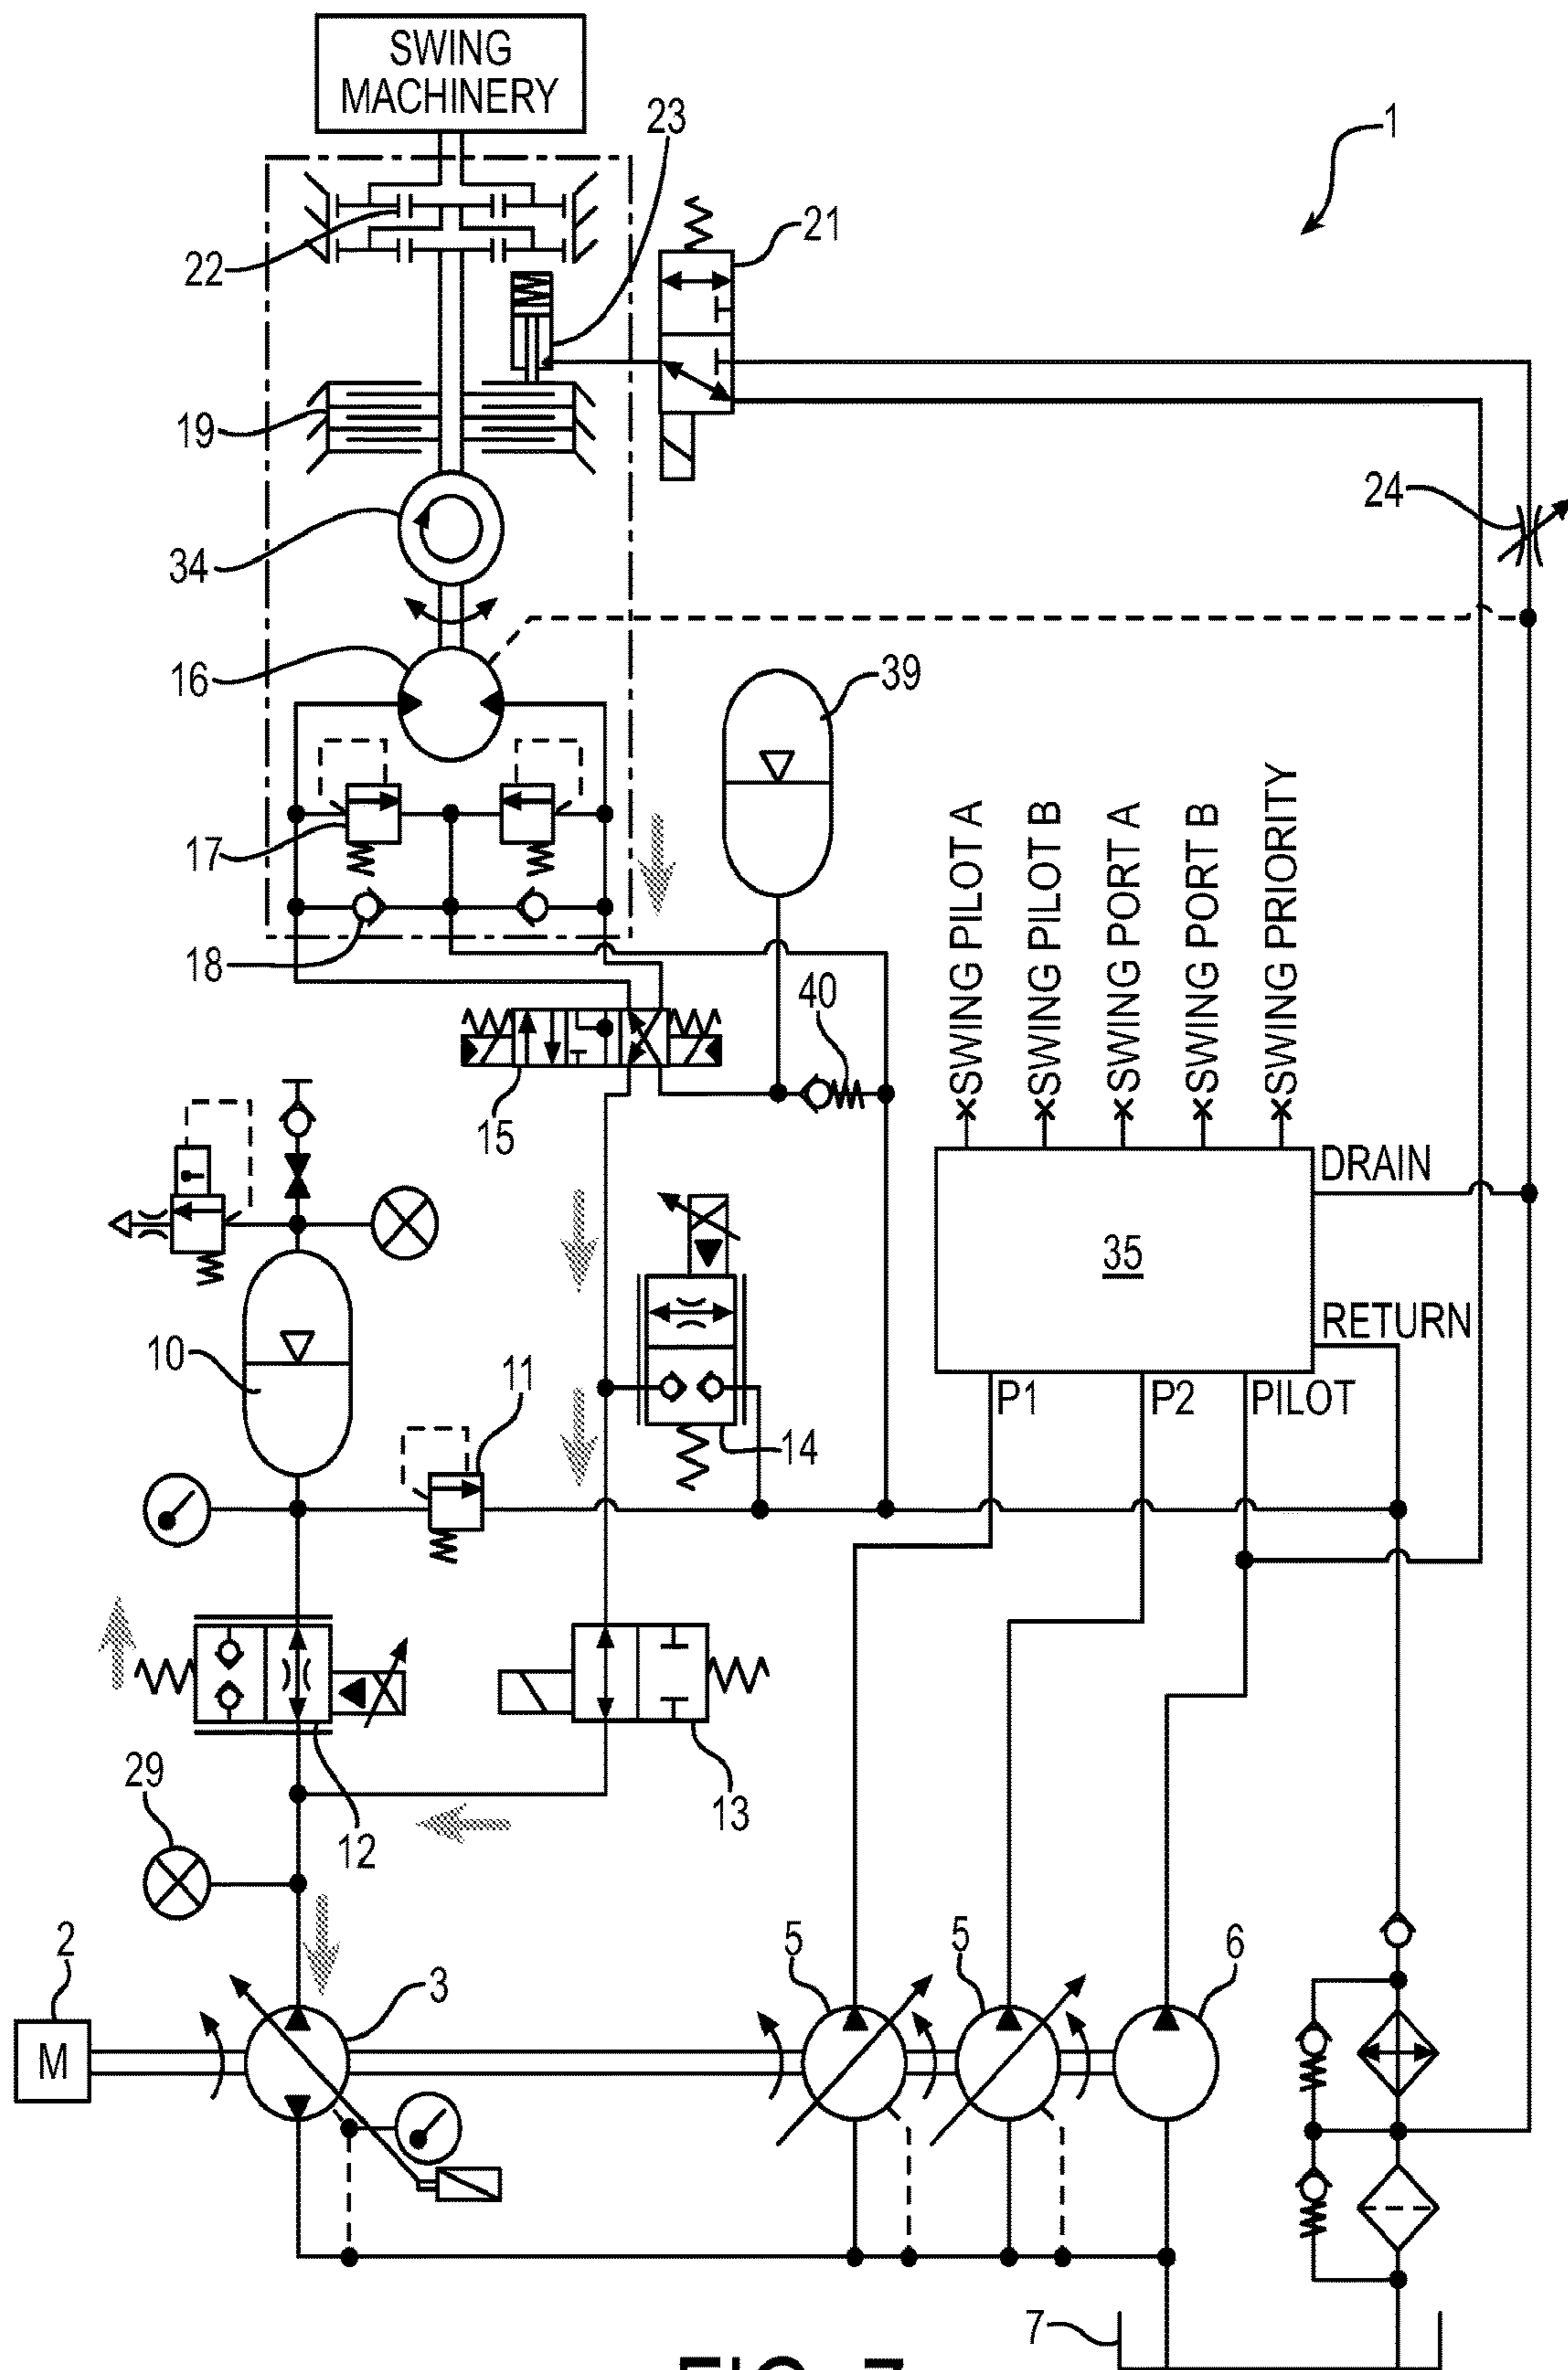 SWING
MACHINERY
23
1
21
22
19
24
34
16
39
17
18
40
SWING PILOT A
SWING PILOT B
SWING PORT A
SWING PORT B
SWING PRIORITY
15
DRAIN
35
RETURN
10
11
P1
P2
PILOT
14
29
12
13
2
3
5
5
6
M
7
FIG. 7